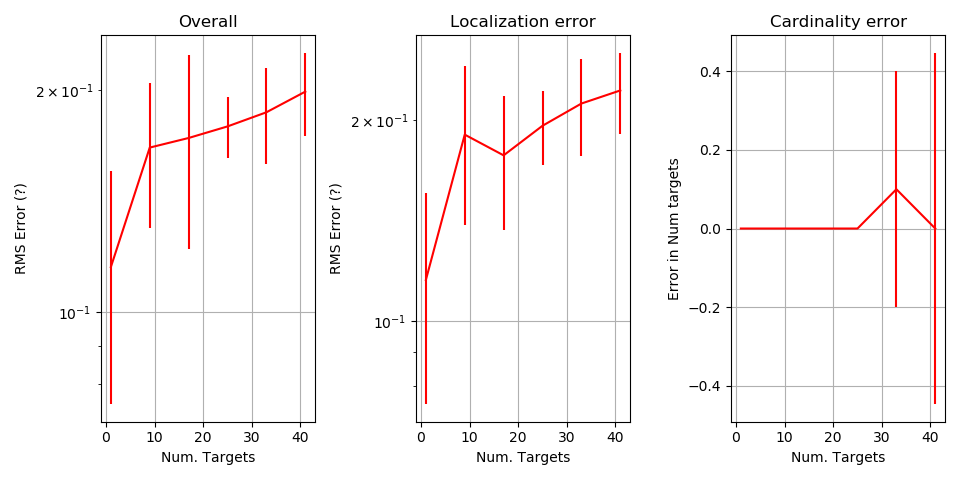 Overall
Localization error
Cardinality error
RMS Error (?)
2 × 10⁻¹
10⁻¹
0 10 20 30 40
Num. Targets
RMS Error (?)
2 × 10⁻¹
10⁻¹
0 10 20 30 40
Num. Targets
Error in Num targets
0.4
0.2
0.0
−0.2
−0.4
0 10 20 30 40
Num. Targets